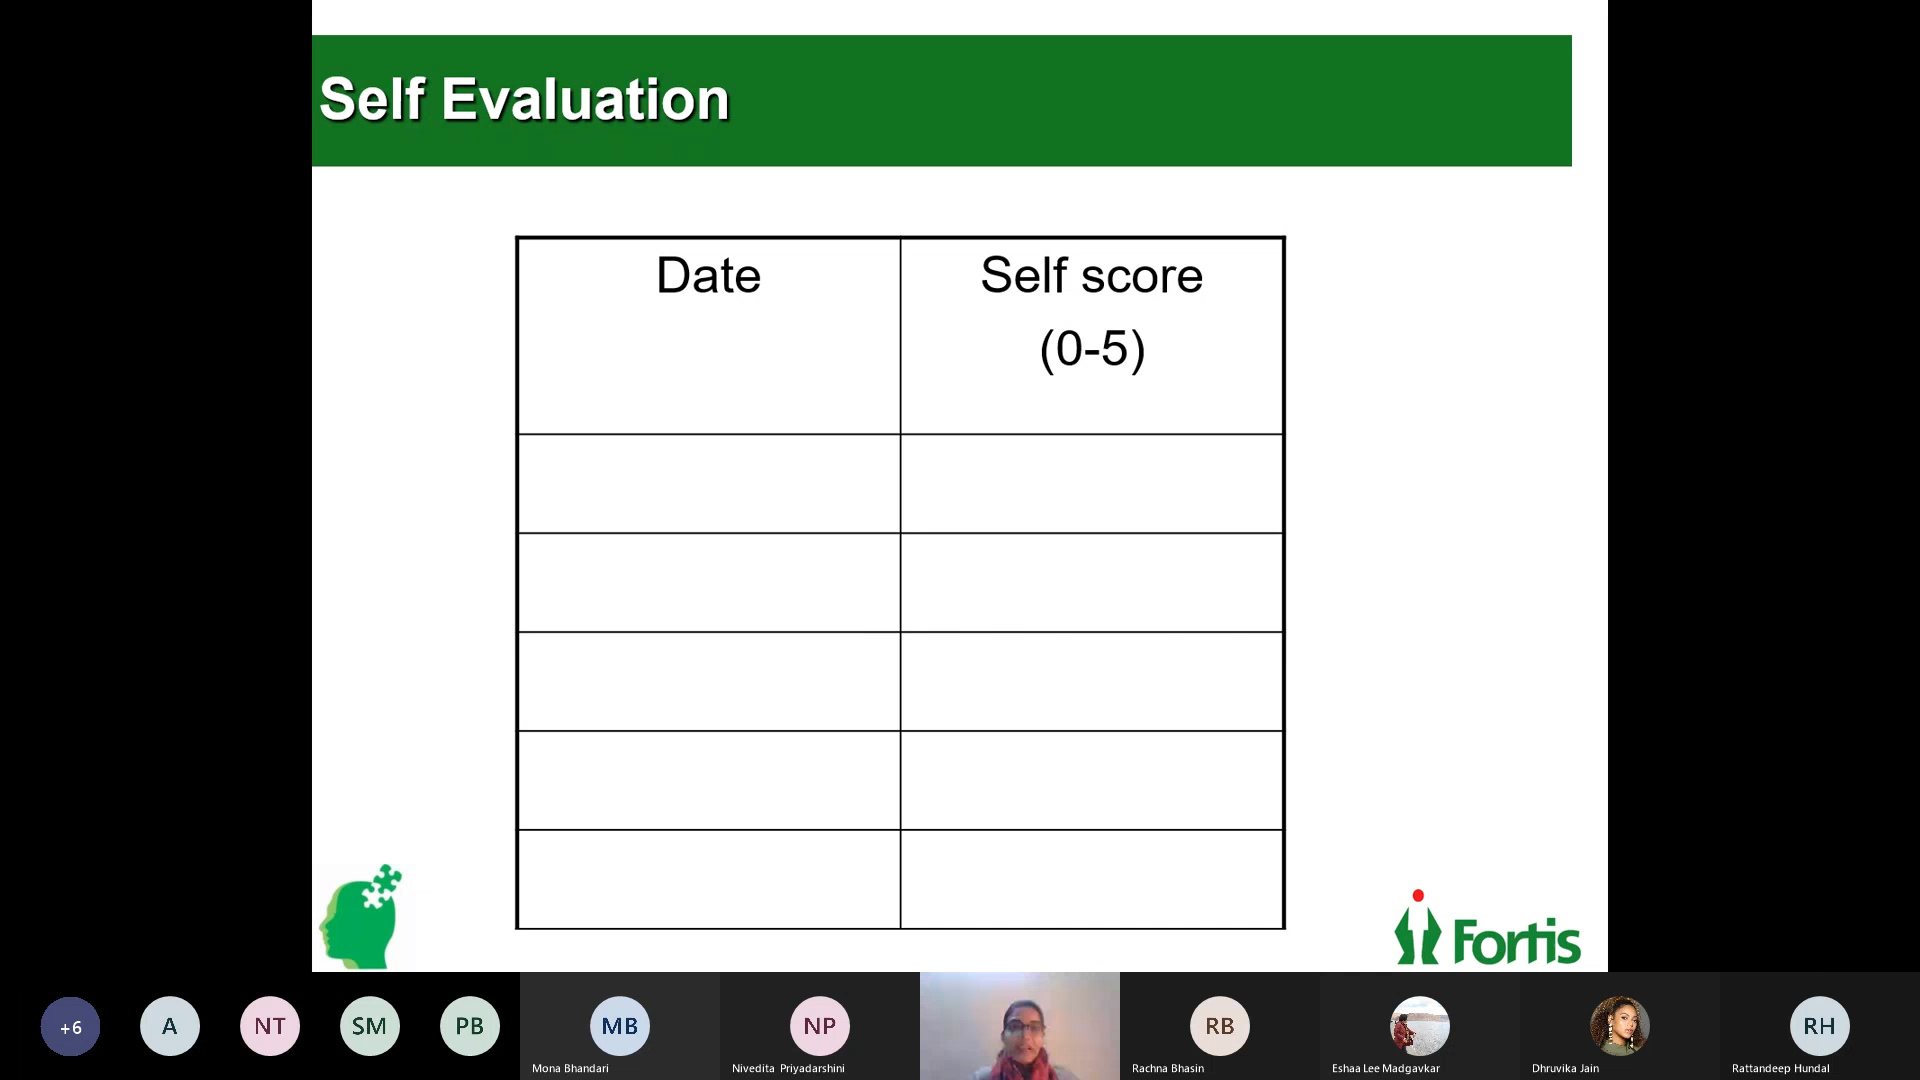 Self Evaluation
Date
Self score
(0-5)
Fortis
+6
A
NT
SM
PB
MB
NP
RB
RH
Mona Bhandari
Nivedita Priyadarshini
Rachna Bhasin
Eshaa Lee Madgavkar
Dhruvika Jain
Rattandeep Hundal